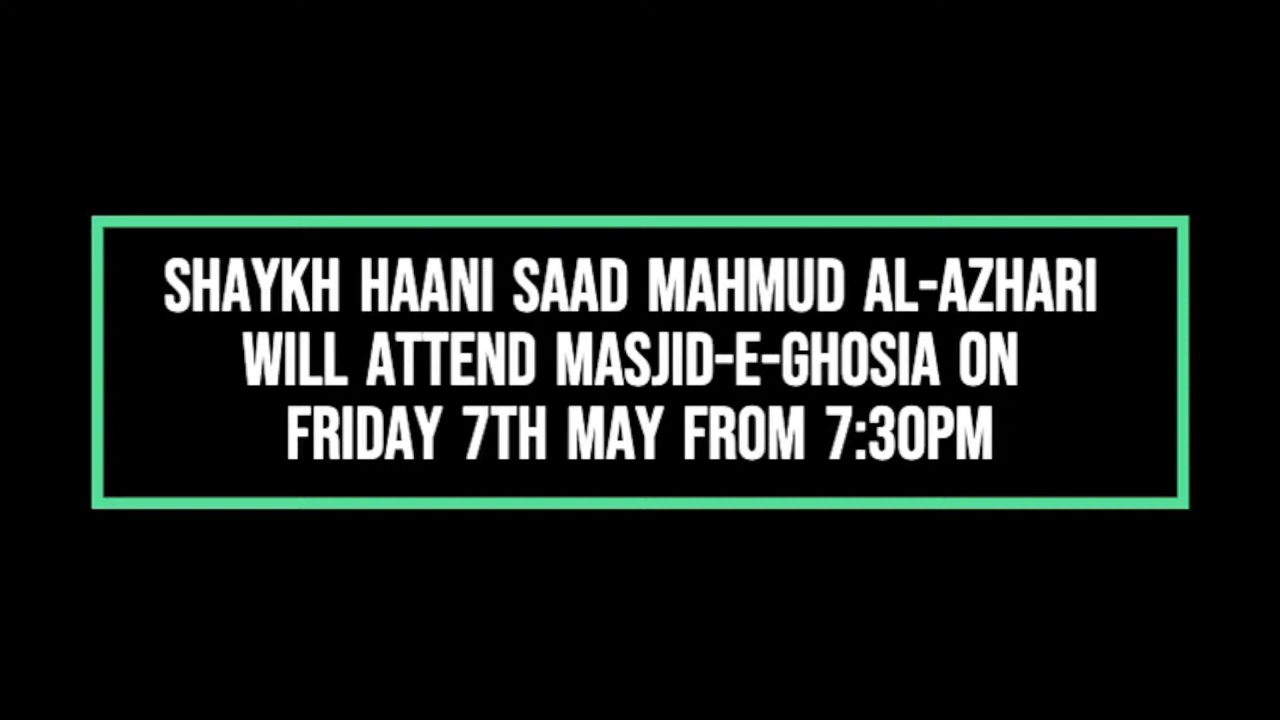 SHAYKH HAANI SAAD MAHMUD AL-AZHARI
WILL ATTEND MASJID-E-GHOSIA ON
FRIDAY 7TH MAY FROM 7:30PM